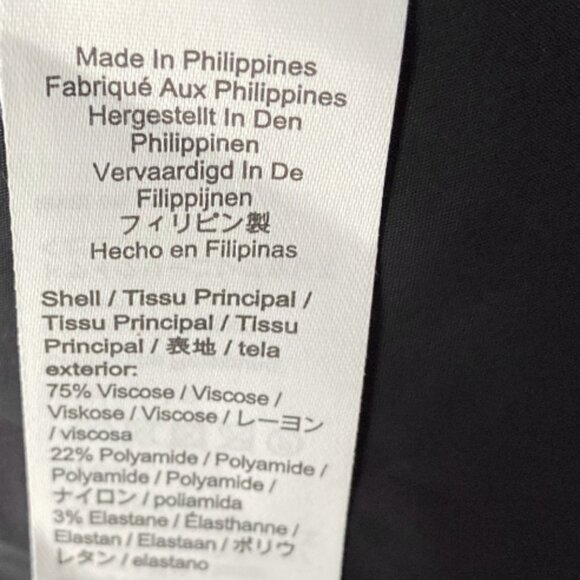 Made In Philippines
Fabriqué Aux Philippines
Hergestellt In Den
Philippinen
Vervaardigd In De
Filippijnen
フィリピン製
Hecho en Filipinas
Shell / Tissu Principal /
Tissu Principal / Tissu
Principal / 表地 / tela
exterior:
75% Viscose / Viscose /
Viskose / Viscose / レーヨン
/ viscosa
22% Polyamide / Polyamide /
Polyamide / Polyamide /
ナイロン / poliamida
3% Elastane / Élasthanne /
Elastan / Elastaan / ポリウ
レタン / elastano